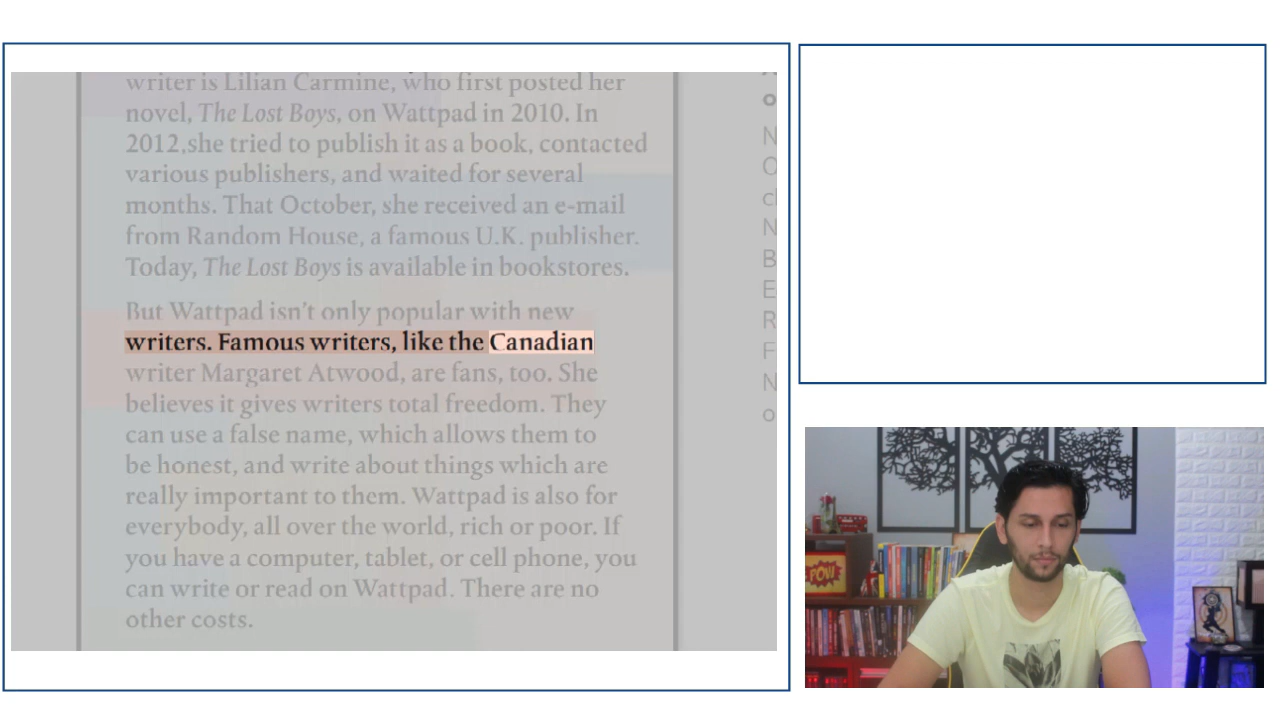 writer is Lilian Carmine, who first posted her
novel, The Lost Boys, on Wattpad in 2010. In
2012,she tried to publish it as a book, contacted
various publishers, and waited for several
months. That October, she received an e-mail
from Random House, a famous U.K. publisher.
Today, The Lost Boys is available in bookstores.
But Wattpad isn't only popular with new
writers. Famous writers, like the Canadian
writer Margaret Atwood, are fans, too. She
believes it gives writers total freedom. They
can use a false name, which allows them to
be honest, and write about things which are
really important to them. Wattpad is also for
everybody, all over the world, rich or poor. If
you have a computer, tablet, or cell phone, you
can write or read on Wattpad. There are no
other costs.
o
N
O
cl
N
B
E
R
F
N
o
POW!